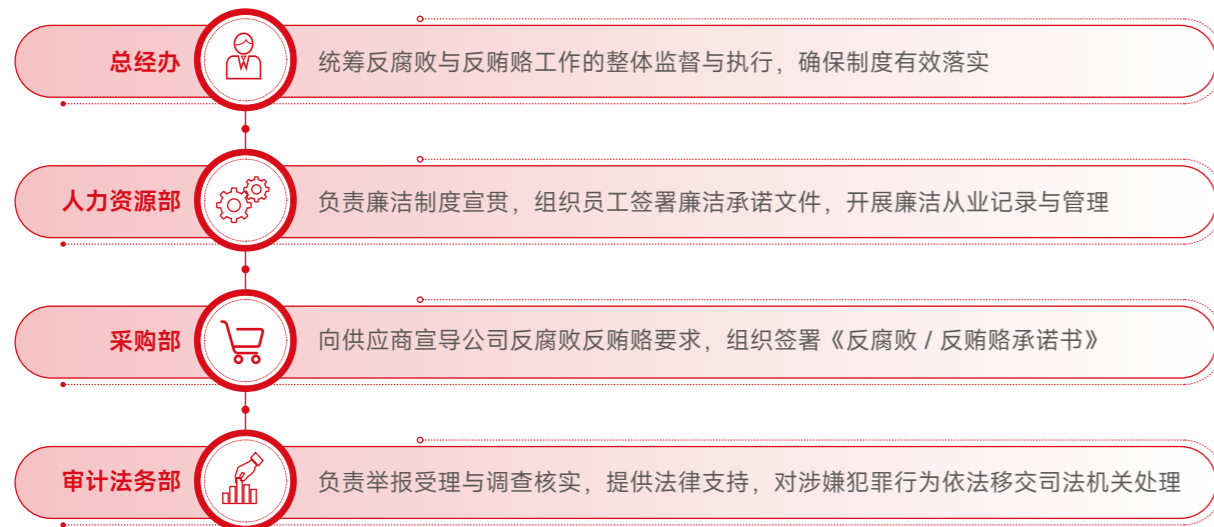 总经办
统筹反腐败与反贿赂工作的整体监督与执行，确保制度有效落实
人力资源部
负责廉洁制度宣贯，组织员工签署廉洁承诺文件，开展廉洁从业记录与管理
采购部
向供应商宣导公司反腐败反贿赂要求，组织签署《反腐败 / 反贿赂承诺书》
审计法务部
负责举报受理与调查核实，提供法律支持，对涉嫌犯罪行为依法移交司法机关处理